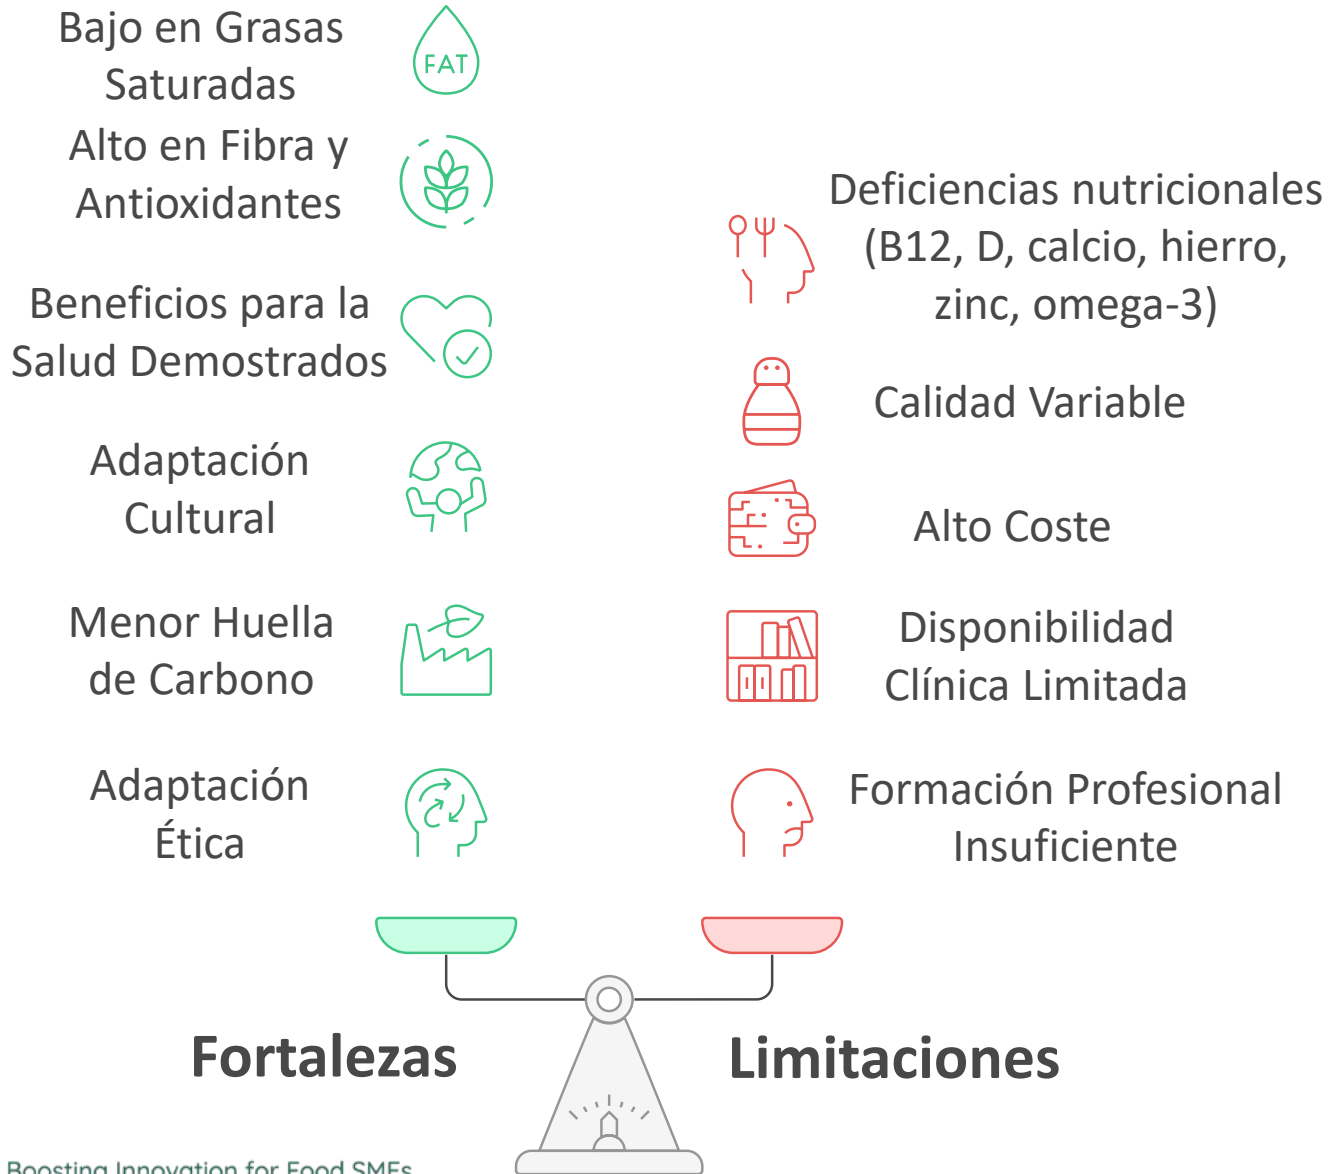 Bajo en Grasas
Saturadas
FAT
Alto en Fibra y
Antioxidantes
Beneficios para la
Salud Demostrados
Adaptación
Cultural
Menor Huella
de Carbono
Adaptación
Ética
Deficiencias nutricionales
(B12, D, calcio, hierro,
zinc, omega-3)
Calidad Variable
Alto Coste
Disponibilidad
Clínica Limitada
Formación Profesional
Insuficiente
Fortalezas
Limitaciones
Boosting Innovation for Food SMEs